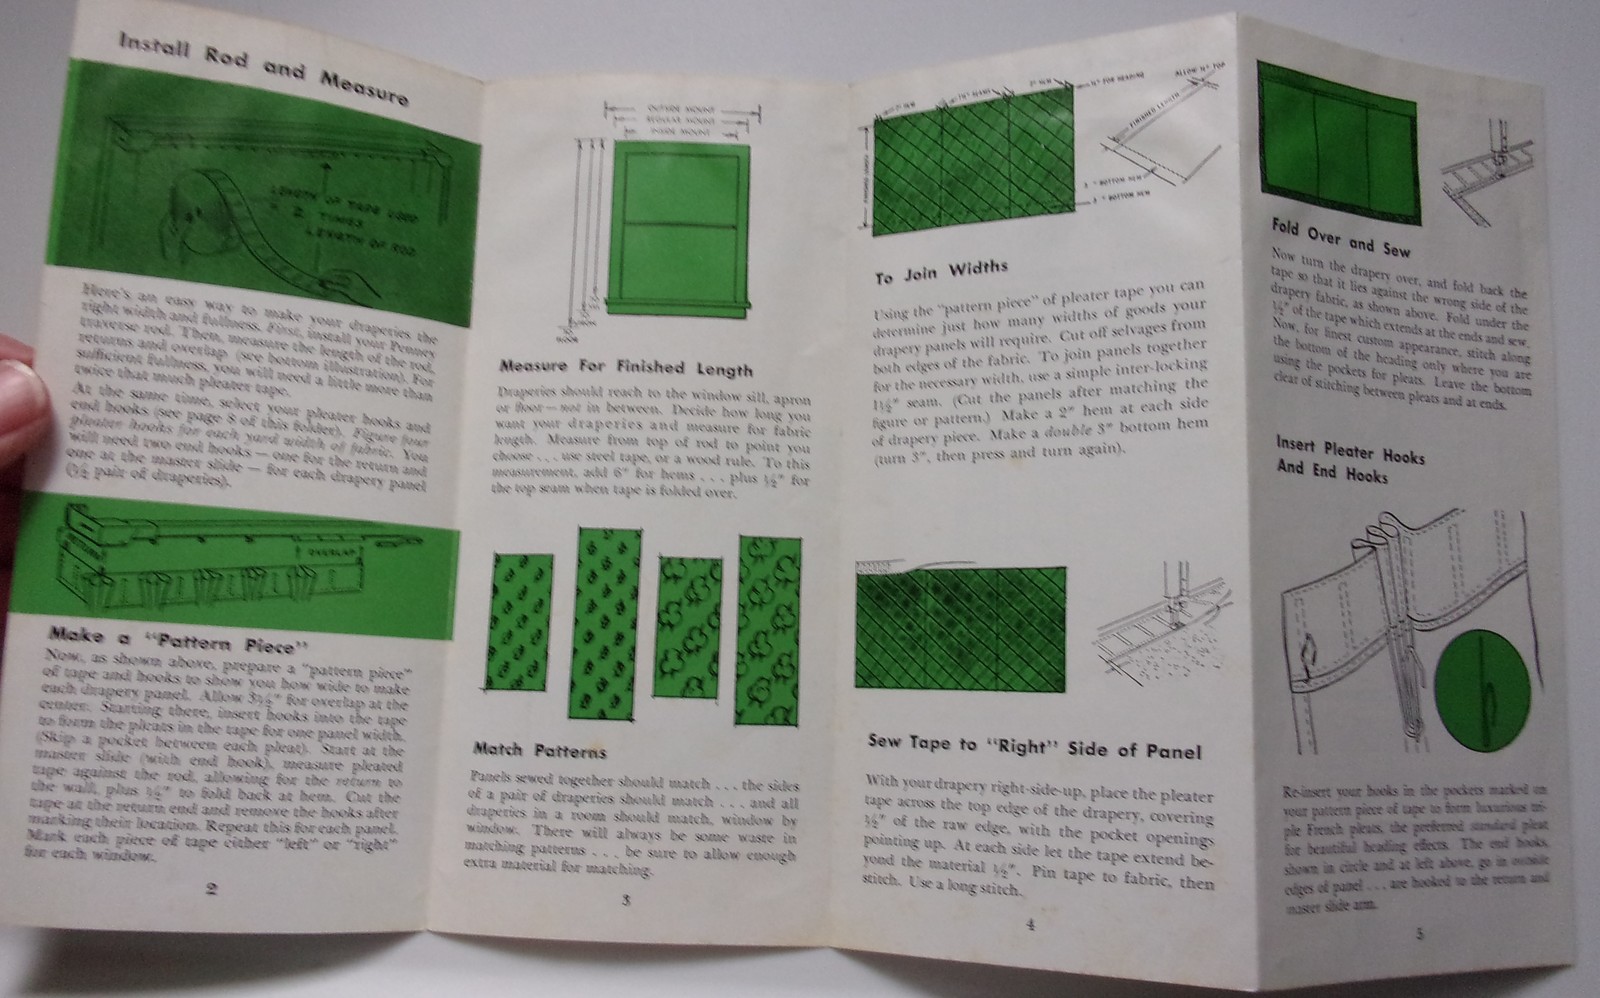 Install Rod and Measure
LENGTH OF TAPE USED
= 2 TIMES
LENGTH OF ROD
Here's an easy way to make your draperies the
right width and fullness. First, install your Penney
traverse rod. Then, measure the length of the rod,
returns and overlap (see bottom illustration). For
sufficient fullness, you will need a little more than
twice that much pleater tape.
At the same time, select your pleater hooks and
end hooks (see page 8 of this folder). Figure four
pleater hooks for each yard width of fabric. You
will need two end hooks — one for the return and
one at the master slide — for each drapery panel
(½ pair of draperies).
RETURN
OVERLAP
Make a "Pattern Piece"
Now, as shown above, prepare a "pattern piece"
of tape and hooks to show you how wide to make
each drapery panel. Allow 3½" for overlap at the
center. Starting there, insert hooks into the tape
to form the pleats in the tape for one panel width.
(Skip a pocket between each pleat). Start at the
master slide (with end hook), measure pleated
tape against the rod, allowing for the return to
the wall, plus ½" to fold back at hem. Cut the
tape at the return end and remove the hooks after
marking their location. Repeat this for each panel.
Mark each piece of tape either "left" or "right"
for each window.
2
OUTSIDE MOUNT
REGULAR MOUNT
INSIDE MOUNT
FLOOR
Measure For Finished Length
Draperies should reach to the window sill, apron
or floor — not in between. Decide how long you
want your draperies and measure for fabric
length. Measure from top of rod to point you
choose . . . use steel tape, or a wood rule. To this
measurement, add 6" for hems . . . plus ½" for
the top seam when tape is folded over.
Match Patterns
Panels sewed together should match . . . the sides
of a pair of draperies should match . . . and all
draperies in a room should match, window by
window. There will always be some waste in
matching patterns . . . be sure to allow enough
extra material for matching.
3
2" HEM
1½" SEAMS
2" HEM
½" FOR HEADING
ALLOW ½" TOP
FINISHED LENGTH
FINISHED LENGTH
3" BOTTOM HEM
3" BOTTOM HEM
To Join Widths
Using the "pattern piece" of pleater tape you can
determine just how many widths of goods your
drapery panels will require. Cut off selvages from
both edges of the fabric. To join panels together
for the necessary width, use a simple inter-locking
1½" seam. (Cut the panels after matching the
figure or pattern.) Make a 2" hem at each side
of drapery piece. Make a double 3" bottom hem
(turn 3", then press and turn again).
Sew Tape to "Right" Side of Panel
With your drapery right-side-up, place the pleater
tape across the top edge of the drapery, covering
½" of the raw edge, with the pocket openings
pointing up. At each side let the tape extend be-
yond the material ½". Pin tape to fabric, then
stitch. Use a long stitch.
4
Fold Over and Sew
Now turn the drapery over, and fold back the
tape so that it lies against the wrong side of the
drapery fabric, as shown above. Fold under the
½" of the tape which extends at the ends and sew.
Now, for finest custom appearance, stitch along
the bottom of the heading only where you are
using the pockets for pleats. Leave the bottom
clear of stitching between pleats and at ends.
Insert Pleater Hooks
And End Hooks
Re-insert your hooks in the pockets marked on
your pattern piece of tape to form luxurious tri-
ple French pleats, the preferred standard pleat
for beautiful heading effects. The end hooks,
shown in circle and at left above, go in outside
edges of panel . . . are hooked to the return and
master slide arm.
5